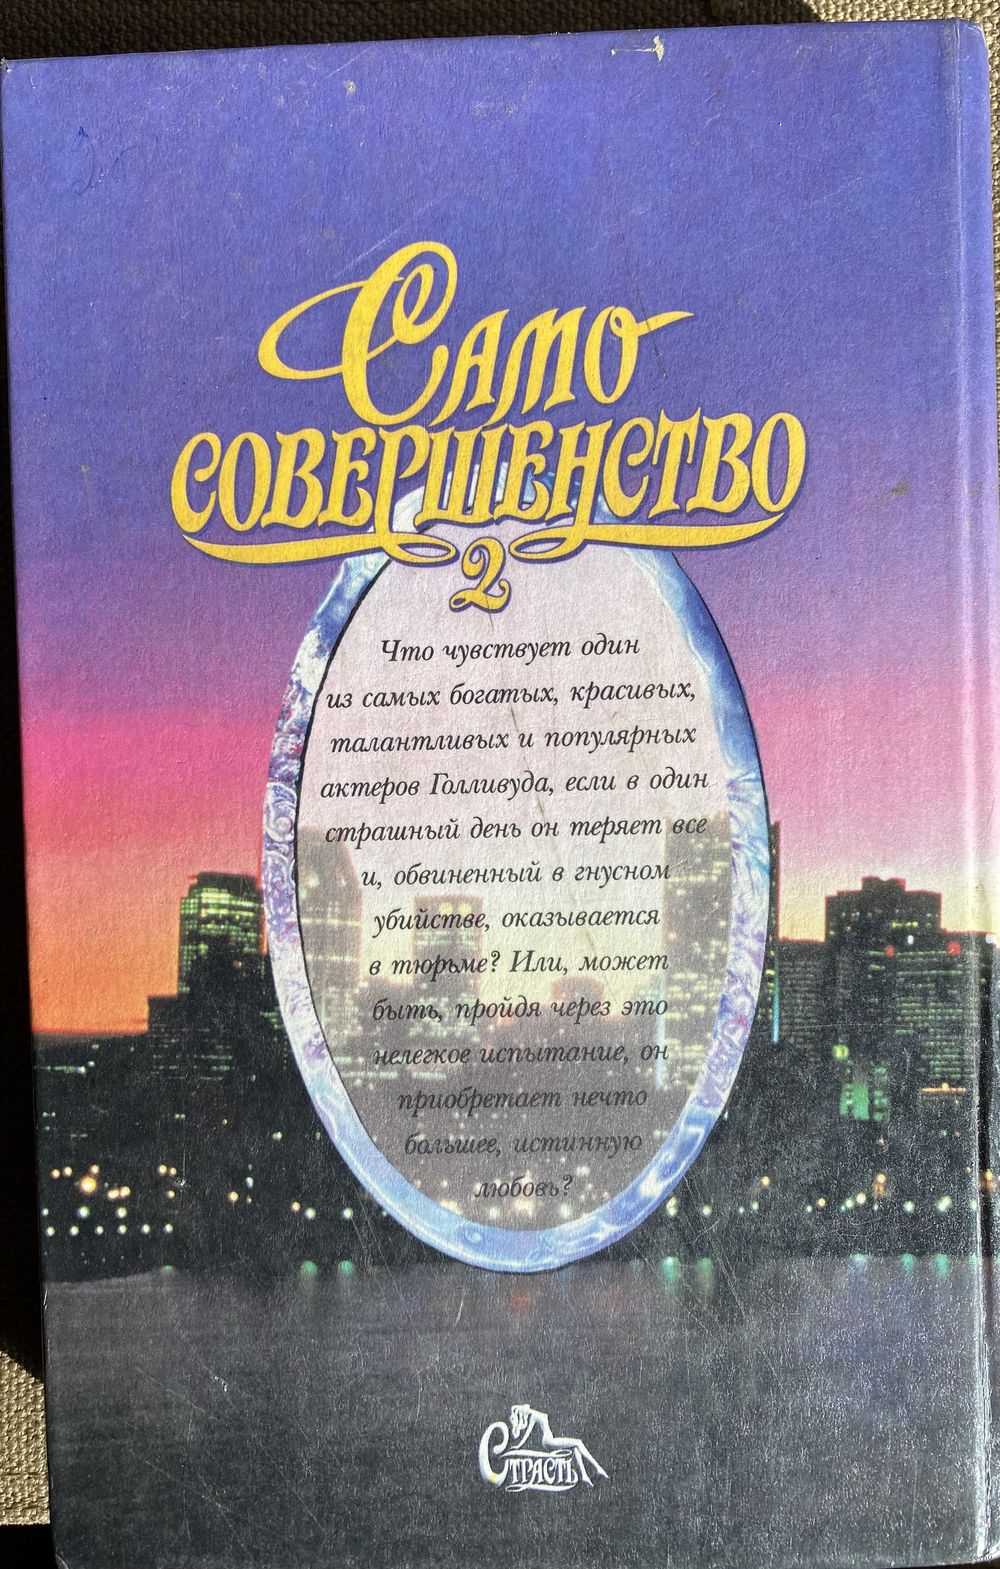 Само
совершенство
2
Что чувствует один
из самых богатых, красивых,
талантливых и популярных
актеров Голливуда, если в один
страшный день он теряет все
и, обвиненный в гнусном
убийстве, оказывается
в тюрьме? Или, может
быть, пройдя через это
нелегкое испытание, он
приобретает нечто
большее, истинную
любовь?
Страсть